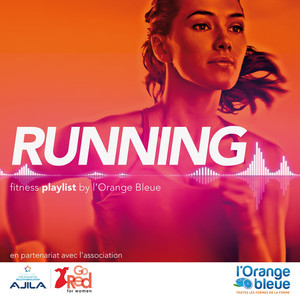 RUNNING
fitness playlist by l'Orange Bleue
en partenariat avec l'association
AJILA
Go
Red
for women
l'Orange
bleue